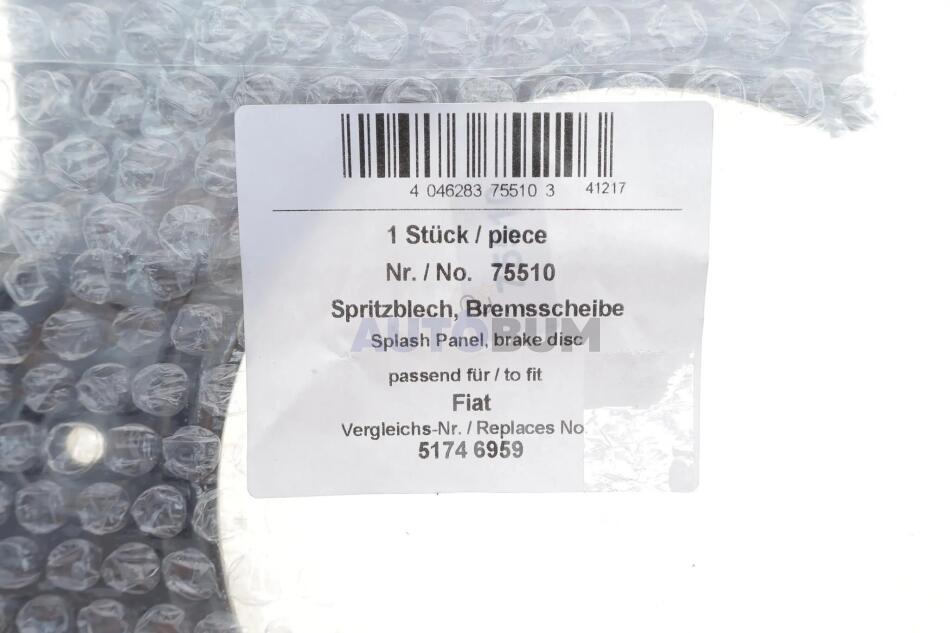 4 046283 75510 3 41217
1 Stück / piece
Nr. / No. 75510
Spritzblech, Bremsscheibe
AUTOBUM
Splash Panel, brake disc
passend für / to fit
Fiat
Vergleichs-Nr. / Replaces No
5174 6959